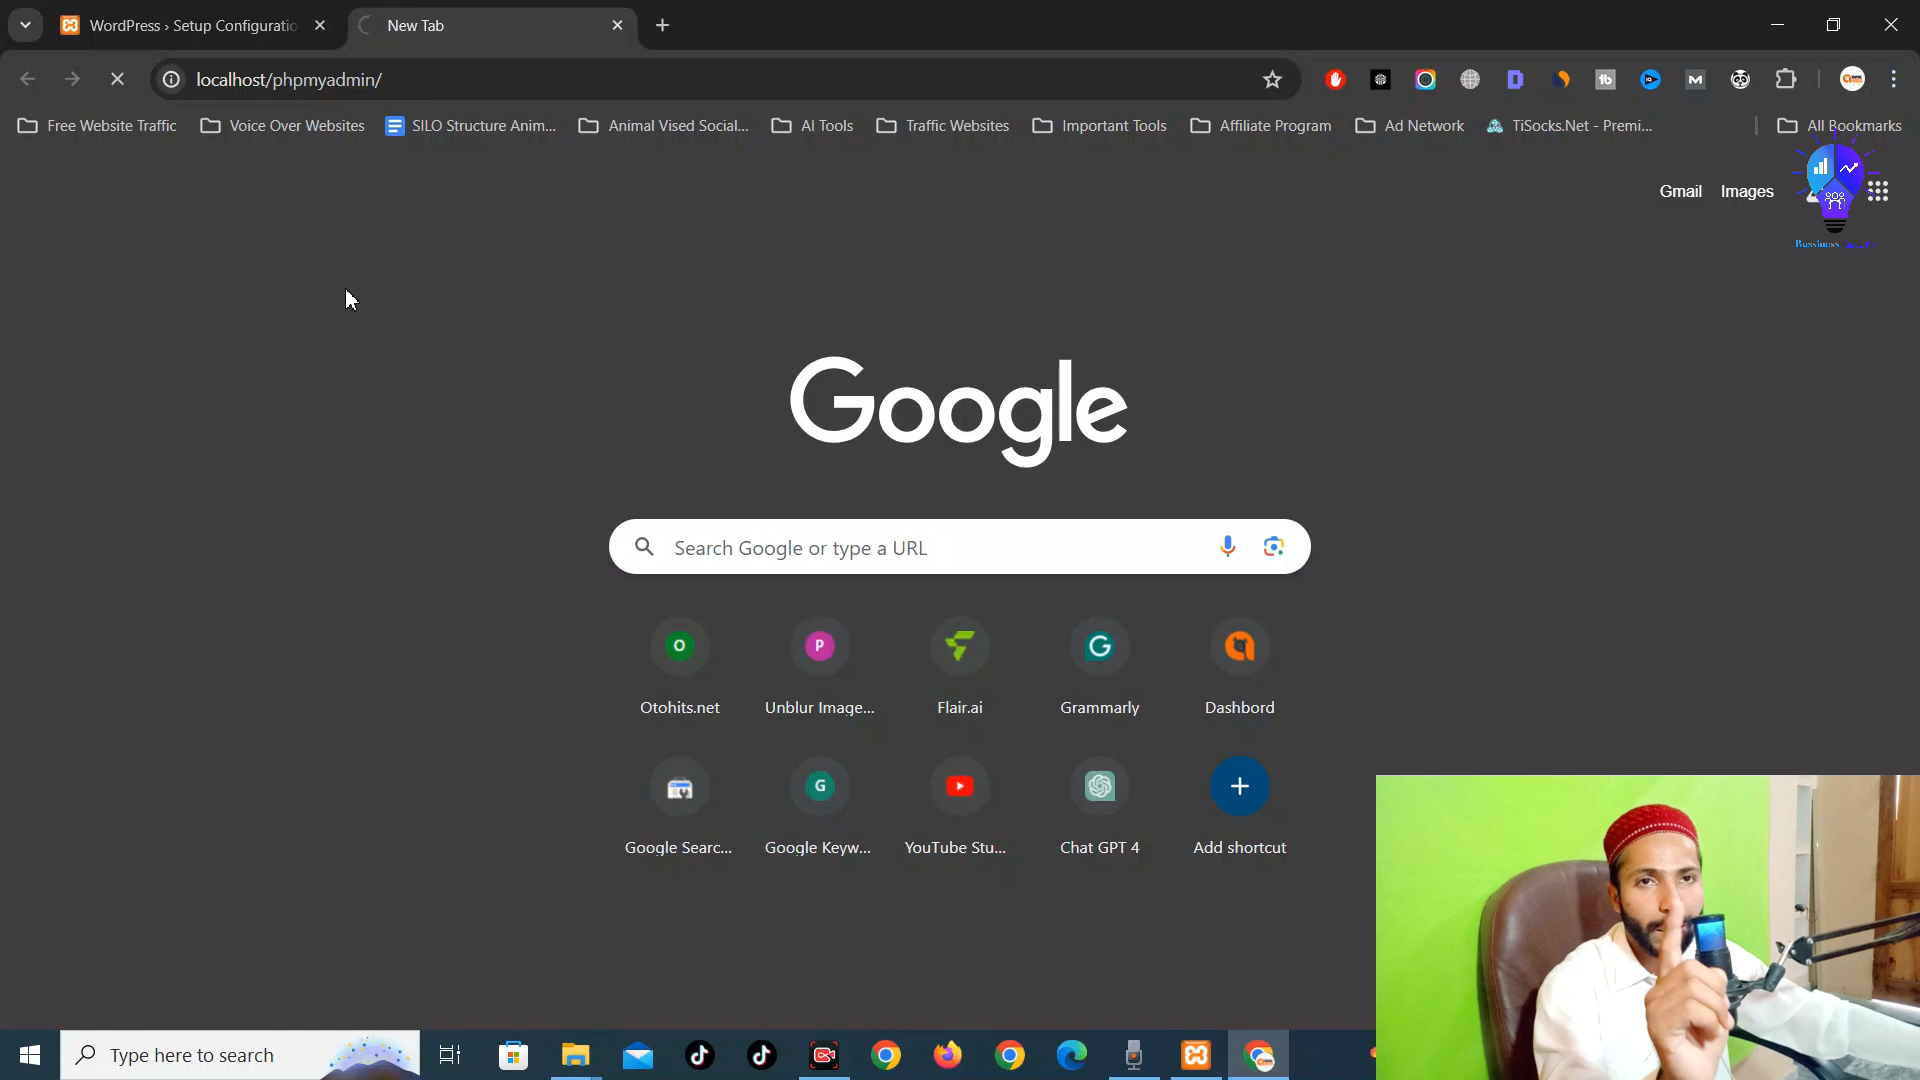 WordPress › Setup Configuratio
New Tab
localhost/phpmyadmin/
Free Website Traffic
Voice Over Websites
SILO Structure Anim...
Animal Vised Social...
AI Tools
Traffic Websites
Important Tools
Affiliate Program
Ad Network
TiSocks.Net - Premi...
All Bookmarks
Gmail
Images
Bussiness
Google
Search Google or type a URL
Otohits.net
Unblur Image...
Flair.ai
Grammarly
Dashbord
Google Searc...
Google Keyw...
YouTube Stu...
Chat GPT 4
Add shortcut
Type here to search